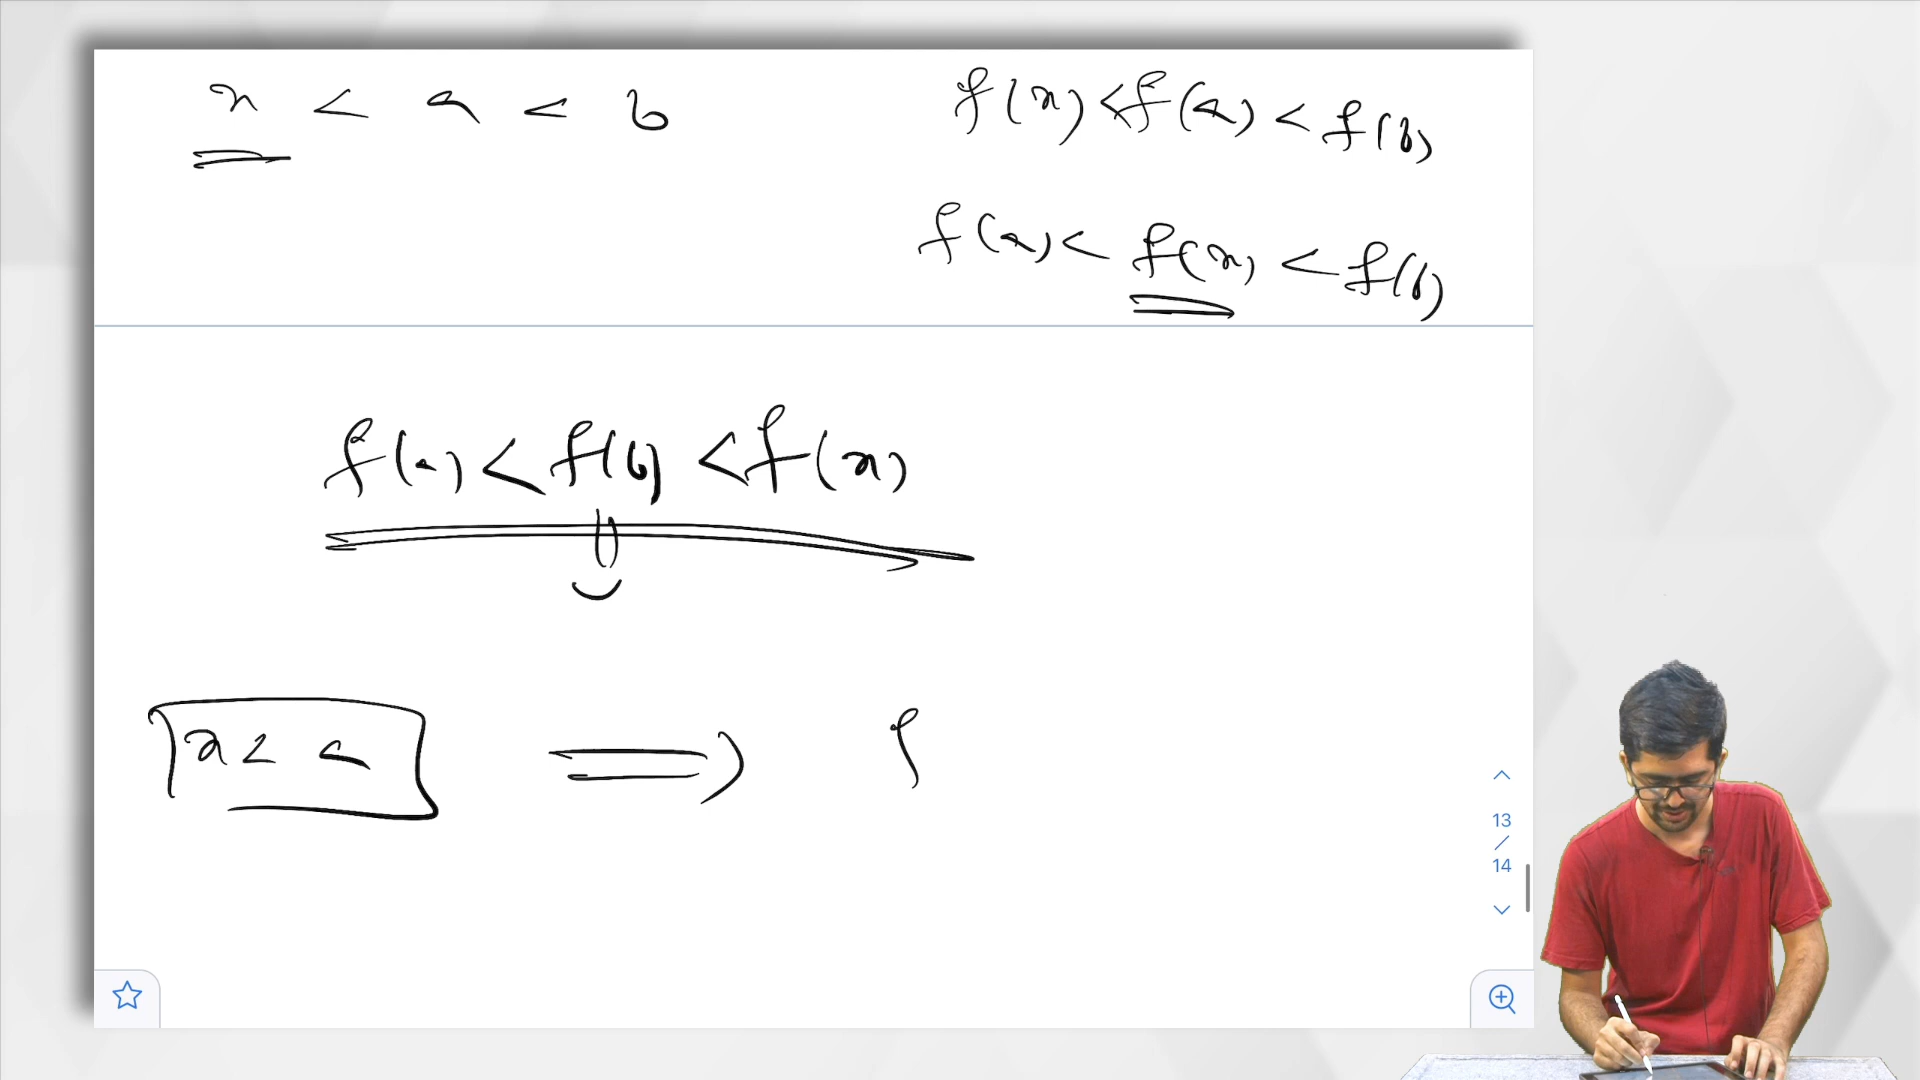 x < a < b
f(x) < f(a) < f(b)
f(a) < f(x) < f(b)
f(a) < f(b) < f(x)
x < a ⟹ f
13
/
14